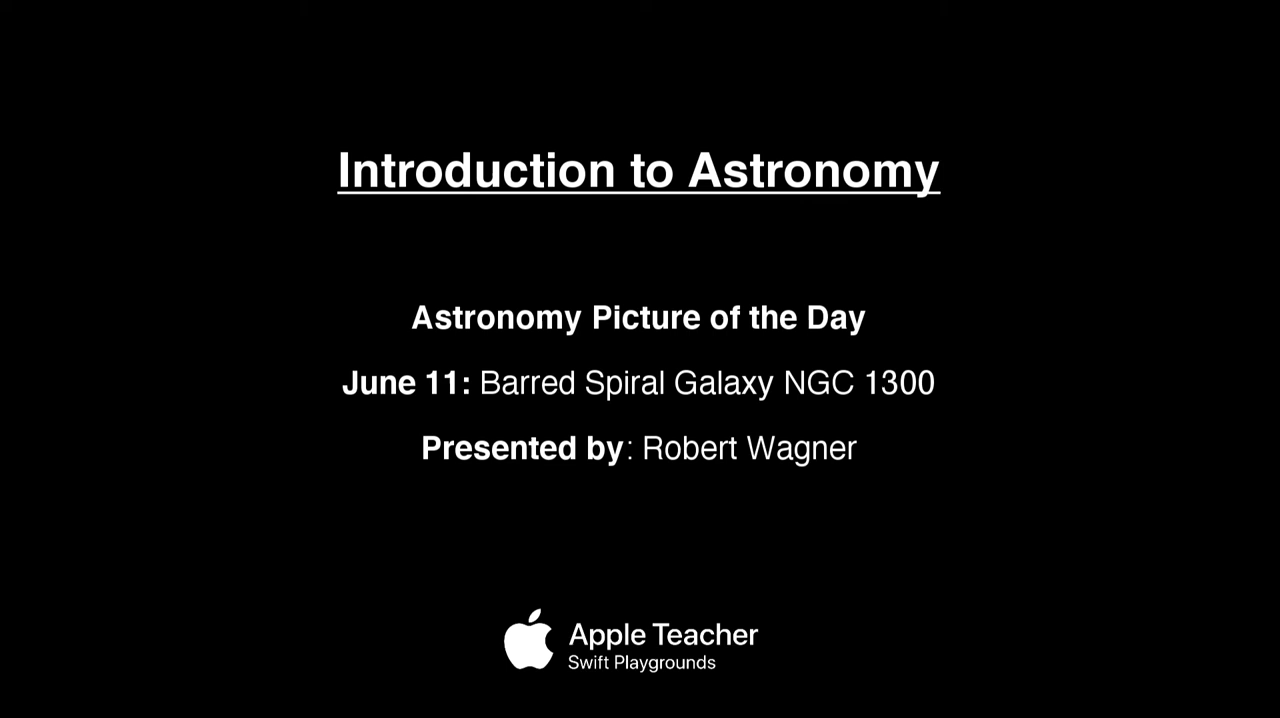 Introduction to Astronomy
Astronomy Picture of the Day
June 11: Barred Spiral Galaxy NGC 1300
Presented by: Robert Wagner
Apple Teacher
Swift Playgrounds